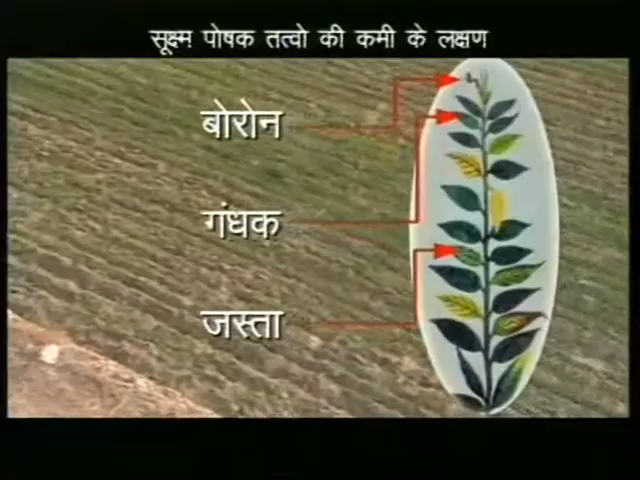 सूक्ष्म पोषक तत्वो की कमी के लक्षण
बोरोन
गंधक
जस्ता